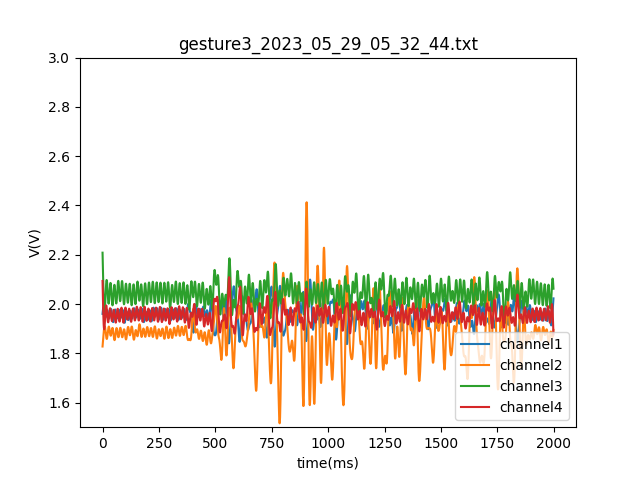 gesture3_2023_05_29_05_32_44.txt
V(V)
3.0
2.8
2.6
2.4
2.2
2.0
1.8
1.6
0 250 500 750 1000 1250 1500 1750 2000
time(ms)
channel1
channel2
channel3
channel4